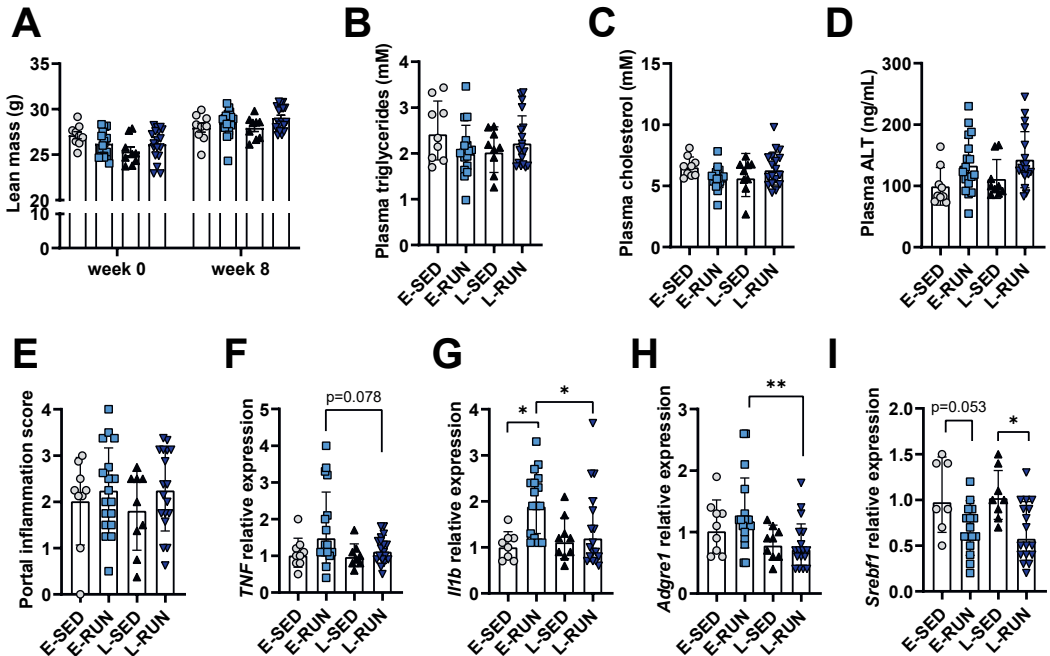 A
B
C
D
Lean mass (g)
35
30
25
20
10
0
week 0
week 8
Plasma triglycerides (mM)
4
3
2
1
0
E-SED
E-RUN
L-SED
L-RUN
Plasma cholesterol (mM)
15
10
5
0
E-SED
E-RUN
L-SED
L-RUN
Plasma ALT (ng/mL)
300
200
100
0
E-SED
E-RUN
L-SED
L-RUN
E
F
G
H
I
Portal inflammation score
4
3
2
1
0
E-SED
E-RUN
L-SED
L-RUN
TNF relative expression
5
4
3
2
1
0
p=0.078
E-SED
E-RUN
L-SED
L-RUN
Il1b relative expression
4
3
2
1
0
*
*
E-SED
E-RUN
L-SED
L-RUN
Adgre1 relative expression
3
2
1
0
**
E-SED
E-RUN
L-SED
L-RUN
Srebf1 relative expression
2.0
1.5
1.0
0.5
0.0
p=0.053
*
E-SED
E-RUN
L-SED
L-RUN